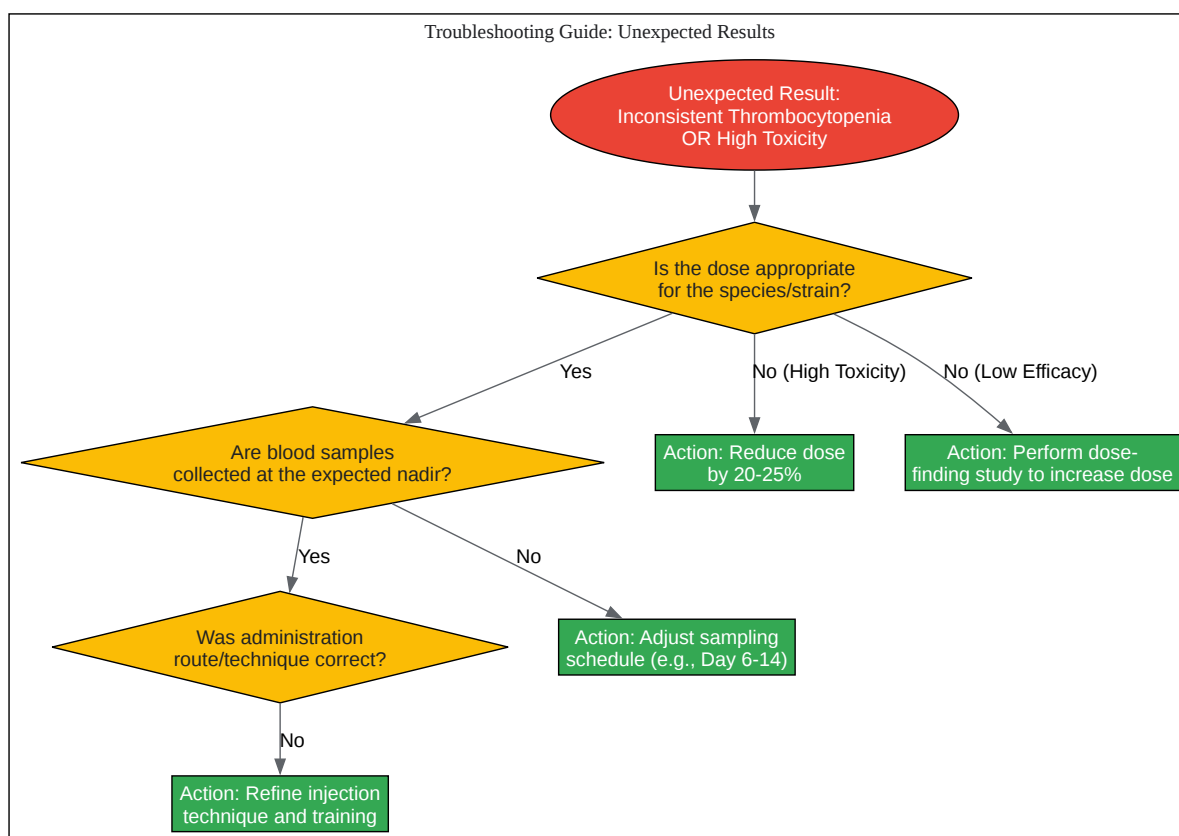 Troubleshooting Guide: Unexpected Results
Unexpected Result:
Inconsistent Thrombocytopenia
OR High Toxicity
Is the dose appropriate
for the species/strain?
Yes
No (High Toxicity)
No (Low Efficacy)
Are blood samples
collected at the expected nadir?
Action: Reduce dose
by 20-25%
Action: Perform dose-
finding study to increase dose
Yes
No
Was administration
route/technique correct?
Action: Adjust sampling
schedule (e.g., Day 6-14)
No
Action: Refine injection
technique and training